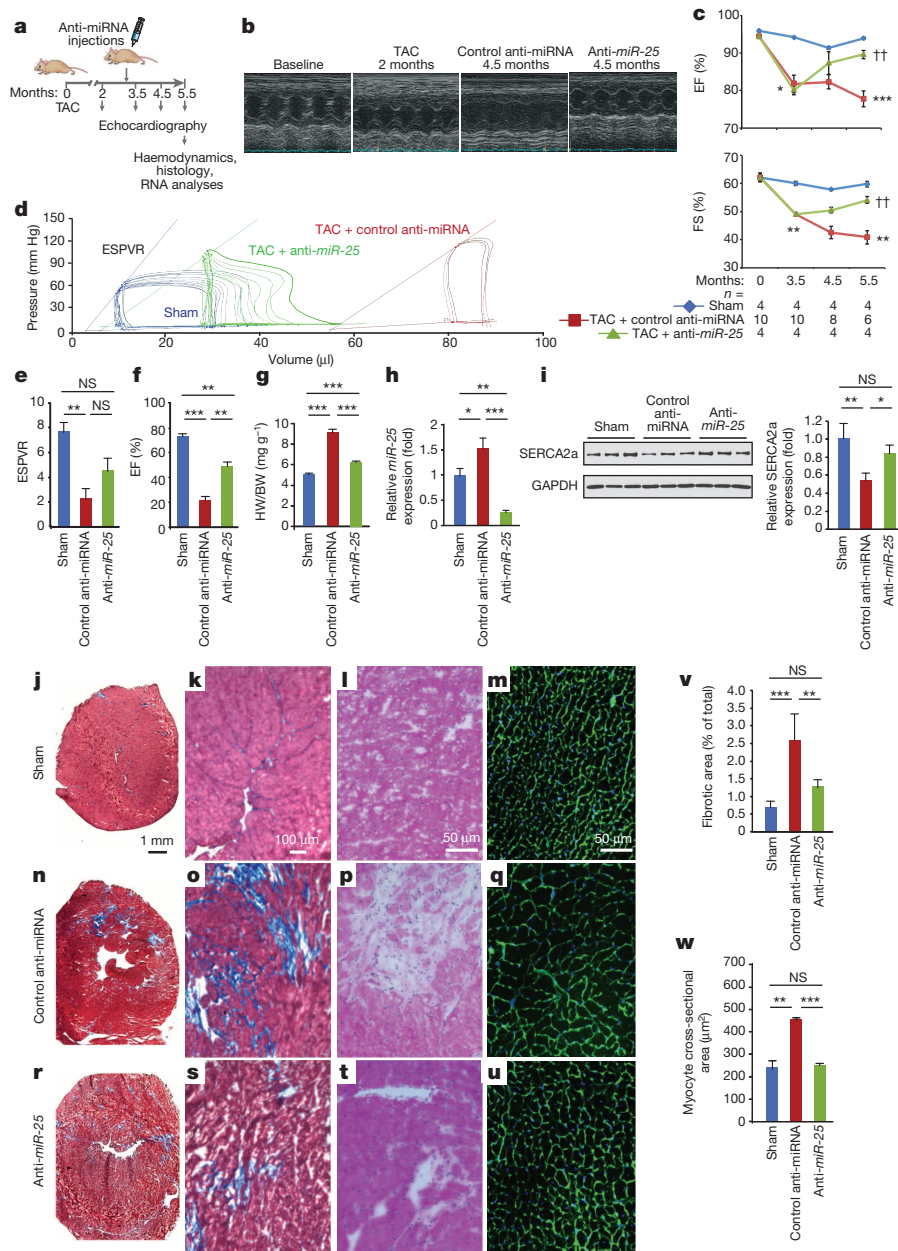 a
Anti-miRNA
injections
Months:
0
2
3.5
4.5
5.5
TAC
Echocardiography
Haemodynamics,
histology,
RNA analyses
b
Baseline
TAC
2 months
Control anti-miRNA
4.5 months
Anti-miR-25
4.5 months
c
EF (%)
100
90
80
70
*
††
***
FS (%)
70
60
50
40
30
**
††
**
Months: 0 3.5 4.5 5.5
n =
Sham 4 4 4 4
TAC + control anti-miRNA 10 10 8 6
TAC + anti-miR-25 4 4 4 4
d
Pressure (mm Hg)
150
120
90
60
30
0
0 20 40 60 80 100
Volume (µl)
ESPVR
TAC + control anti-miRNA
TAC + anti-miR-25
Sham
e
ESPVR
10
8
6
4
2
0
NS
** NS
Sham
Control anti-miRNA
Anti-miR-25
f
EF (%)
100
80
60
40
20
0
**
*** **
Sham
Control anti-miRNA
Anti-miR-25
g
HW/BW (mg g⁻¹)
10
8
6
4
2
0
***
*** ***
Sham
Control anti-miRNA
Anti-miR-25
h
Relative miR-25
expression (fold)
2
1.5
1
0.5
0
**
* ***
Sham
Control anti-miRNA
Anti-miR-25
i
Sham
Control
anti-
miRNA
Anti-
miR-25
SERCA2a
GAPDH
Relative SERCA2a
expression (fold)
1.2
1.0
0.8
0.6
0.4
0.2
0
NS
** *
Sham
Control anti-miRNA
Anti-miR-25
j
k
l
m
Sham
1 mm
100 µm
50 µm
50 µm
n
o
p
q
Control anti-miRNA
r
s
t
u
Anti-miR-25
v
Fibrotic area (% of total)
4.0
3.5
3.0
2.5
2.0
1.5
1.0
0.5
0
NS
*** **
Sham
Control anti-miRNA
Anti-miR-25
w
Myocyte cross-sectional
area (µm²)
700
600
500
400
300
200
100
0
NS
** ***
Sham
Control anti-miRNA
Anti-miR-25